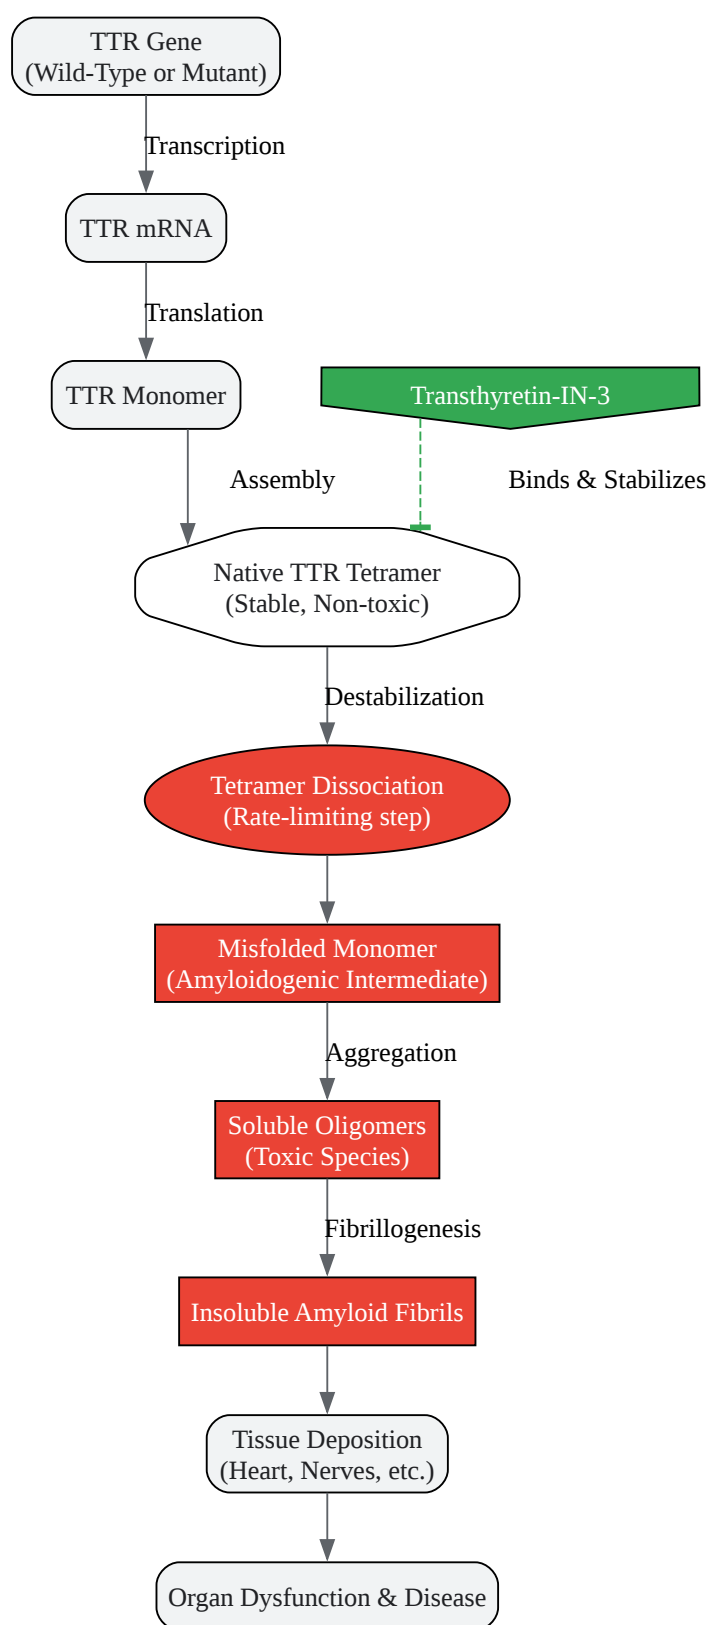 TTR Gene
(Wild-Type or Mutant)
Transcription
TTR mRNA
Translation
TTR Monomer
Transthyretin-IN-3
Assembly
Binds & Stabilizes
Native TTR Tetramer
(Stable, Non-toxic)
Destabilization
Tetramer Dissociation
(Rate-limiting step)
Misfolded Monomer
(Amyloidogenic Intermediate)
Aggregation
Soluble Oligomers
(Toxic Species)
Fibrillogenesis
Insoluble Amyloid Fibrils
Tissue Deposition
(Heart, Nerves, etc.)
Organ Dysfunction & Disease